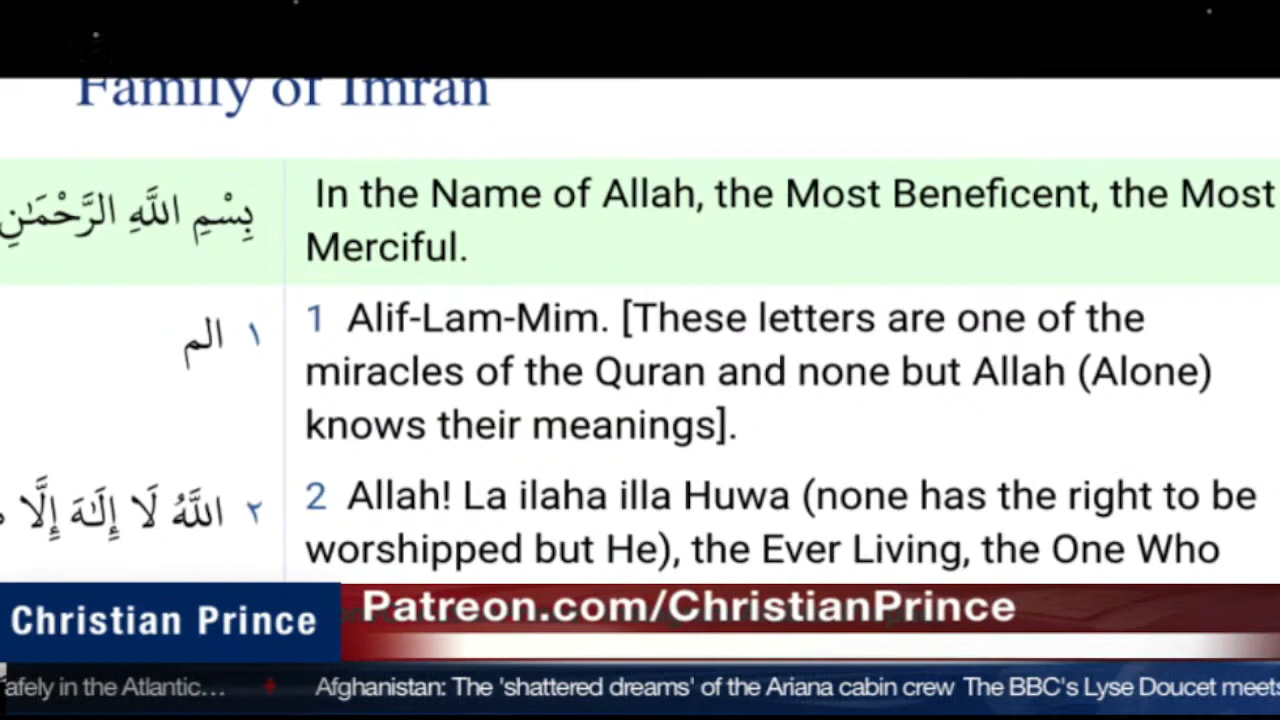 Family of Imran
بِسْمِ اللَّهِ الرَّحْمَٰنِ
In the Name of Allah, the Most Beneficent, the Most
Merciful.
١ الم
1 Alif-Lam-Mim. [These letters are one of the
miracles of the Quran and none but Allah (Alone)
knows their meanings].
٢ اللَّهُ لَا إِلَٰهَ إِلَّا
2 Allah! La ilaha illa Huwa (none has the right to be
worshipped but He), the Ever Living, the One Who
Christian Prince
Patreon.com/ChristianPrince
afely in the Atlantic... Afghanistan: The 'shattered dreams' of the Ariana cabin crew The BBC's Lyse Doucet meets